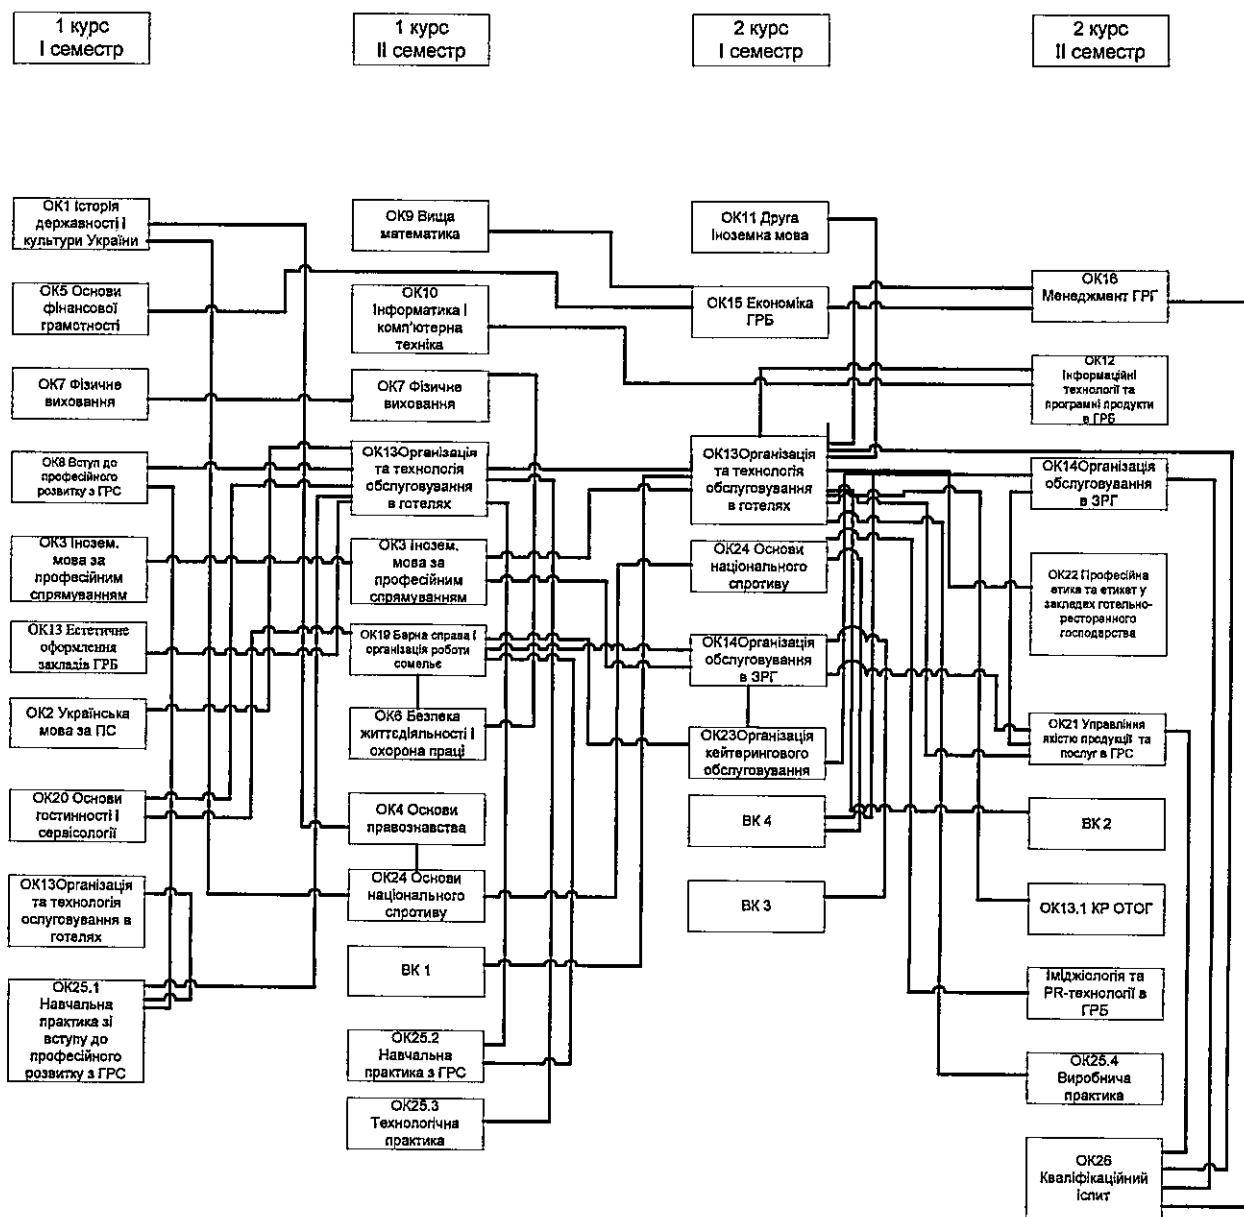 1 курс
І семестр
1 курс
ІІ семестр
2 курс
І семестр
2 курс
ІІ семестр
ОК1 Історія
державності і
культури України
ОК5 Основи
фінансової
грамотності
ОК7 Фізичне
виховання
ОК8 Вступ до
професійного
розвитку з ГРС
ОК3 Інозем.
мова за
професійним
спрямуванням
ОК13 Естетичне
оформлення
закладів ГРБ
ОК2 Українська
мова за ПС
ОК20 Основи
гостинності і
сервісології
ОК13Організація
та технологія
ослуговування в
готелях
ОК25.1
Навчальна
практика зі
вступу до
професійного
розвитку з ГРС
ОК9 Вища
математика
ОК10
Інформатика і
комп'ютерна
техніка
ОК7 Фізичне
виховання
ОК13Організація
та технологія
обслуговування
в готелях
ОК3 Інозем.
мова за
професійним
спрямуванням
ОК19 Барна справа і
організація роботи
сомельє
ОК6 Безпека
життєдіяльності і
охорона праці
ОК4 Основи
правознавства
ОК24 Основи
національного
спротиву
ВК 1
ОК25.2
Навчальна
практика з ГРС
ОК25.3
Технологічна
практика
ОК11 Друга
Іноземна мова
ОК15 Економіка
ГРБ
ОК13Організація
та технологія
обслуговування
в готелях
ОК24 Основи
національного
спротиву
ОК14Організація
обслуговування
в ЗРГ
ОК23Організація
кейтерингового
обслуговування
ВК 4
ВК 3
ОК16
Менеджмент ГРГ
ОК12
Інформаційні
технології та
програмні продукти
в ГРБ
ОК14Організація
обслуговування
в ЗРГ
ОК22 Професійна
етика та етикет у
закладах готельно-
ресторанного
господарства
ОК21 Управління
якістю продукції та
послуг в ГРС
ВК 2
ОК13.1 КР ОТОГ
Іміджіологія та
PR-технології в
ГРБ
ОК25.4
Виробнича
практика
ОК26
Кваліфікаційний
іспит